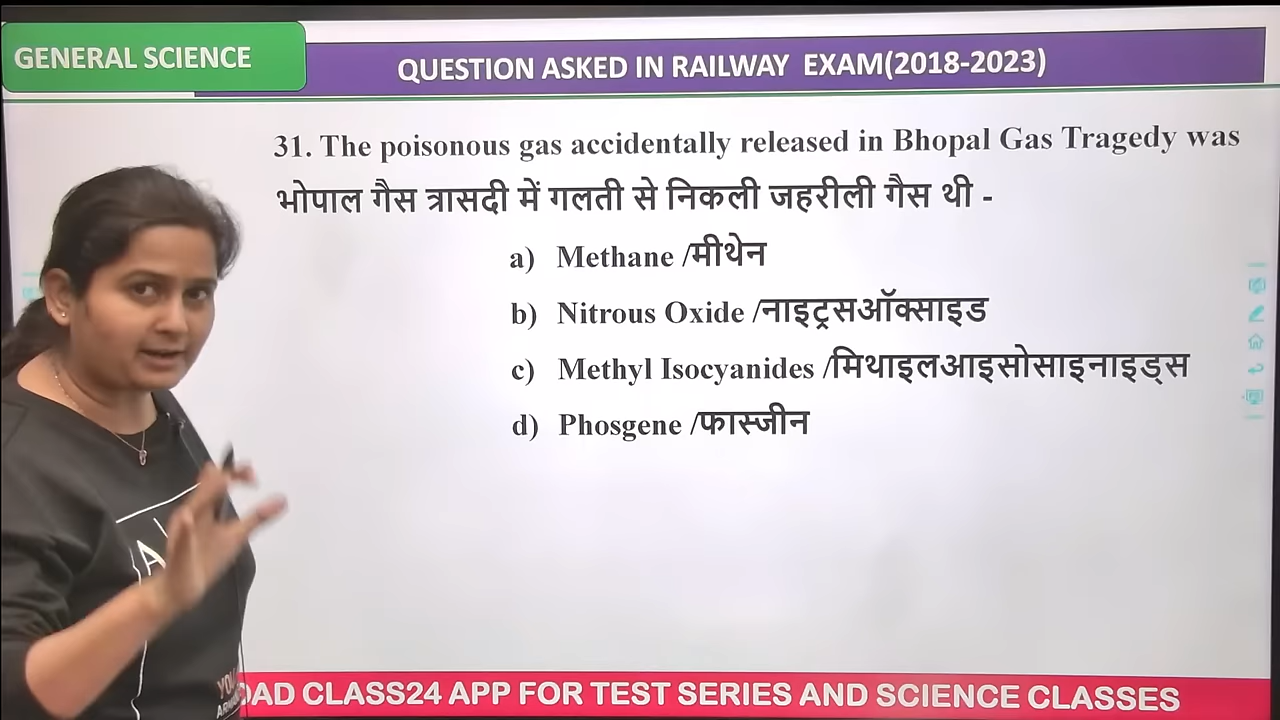 GENERAL SCIENCE
QUESTION ASKED IN RAILWAY EXAM(2018-2023)
31. The poisonous gas accidentally released in Bhopal Gas Tragedy was
भोपाल गैस त्रासदी में गलती से निकली जहरीली गैस थी -
a) Methane /मीथेन
b) Nitrous Oxide /नाइट्रसऑक्साइड
c) Methyl Isocyanides /मिथाइलआइसोसाइनाइड्स
d) Phosgene /फास्जीन
A
YOU
CLASS24 APP FOR TEST SERIES AND SCIENCE CLASSES